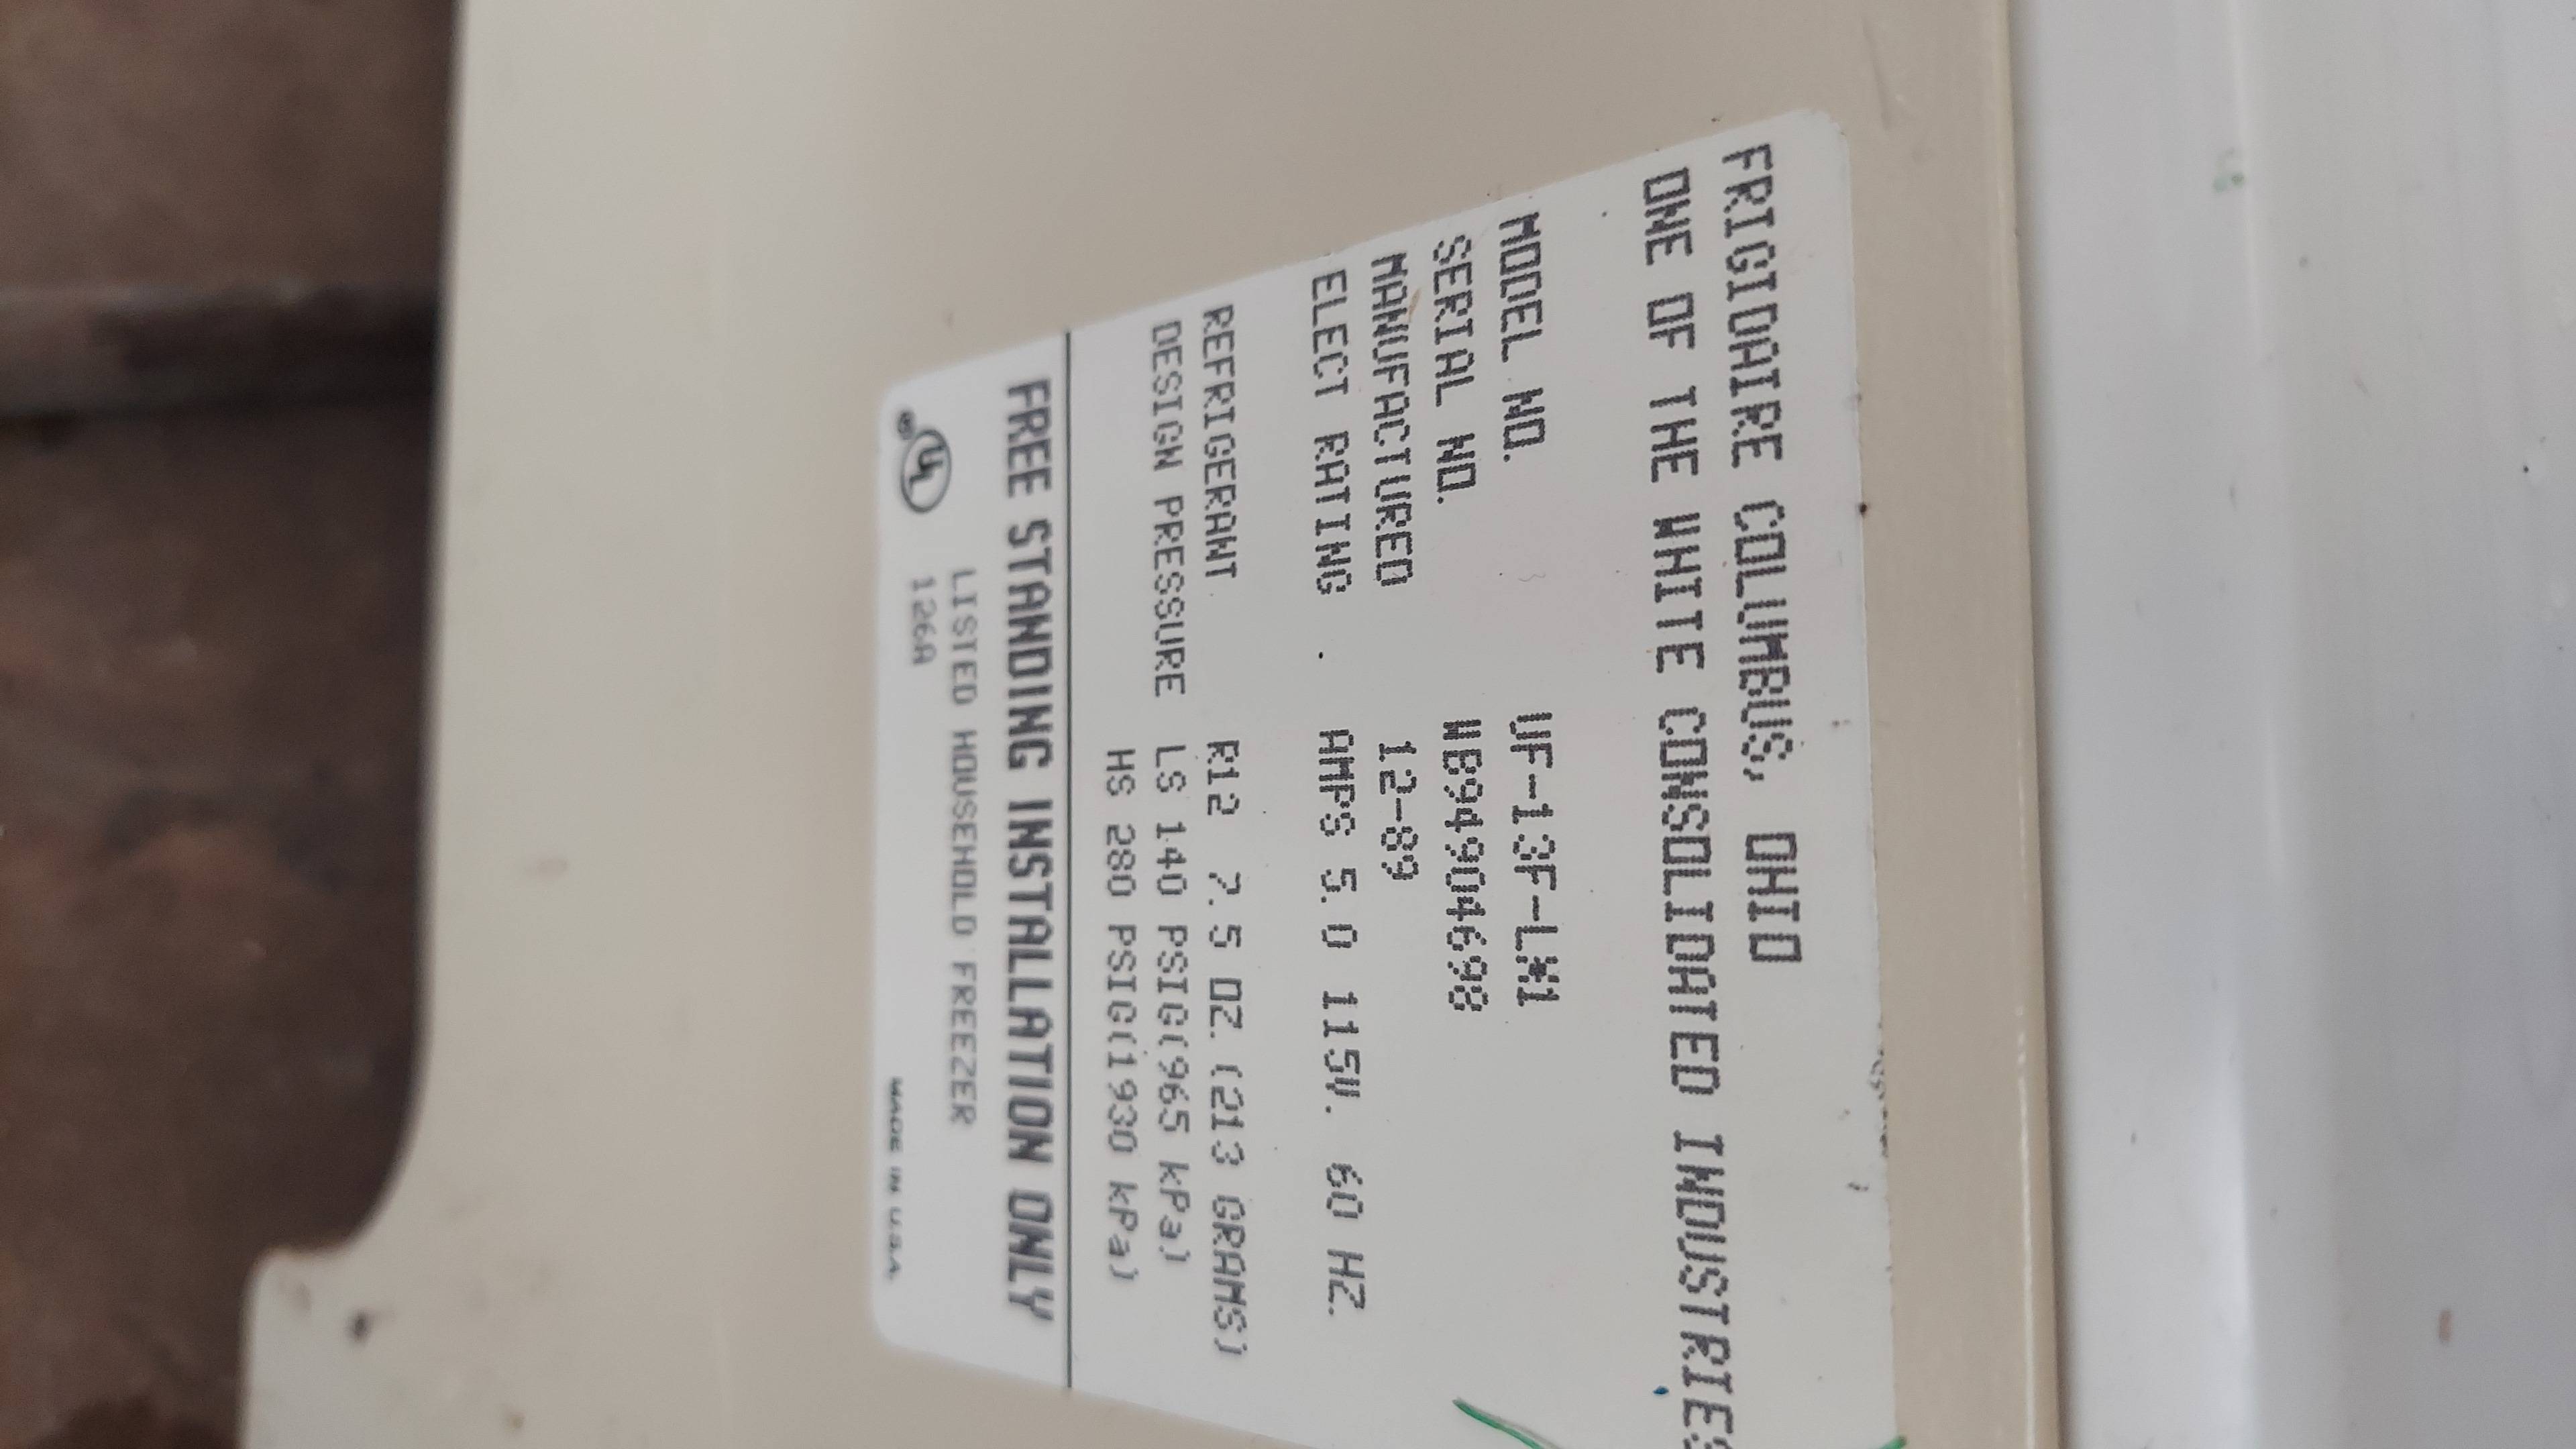 FRIGIDAIRE COLUMBUS, OHIO
ONE OF THE WHITE CONSOLIDATED INDUSTRIES
MODEL NO. UF-13F-LW1
SERIAL NO. WB94904698
MANUFACTURED 12-89
ELECT RATING . AMPS 5.0 115V. 60 HZ.
REFRIGERANT R12 7.5 OZ. (213 GRAMS)
DESIGN PRESSURE LS 140 PSIG(965 kPa)
HS 280 PSIG(1930 kPa)
FREE STANDING INSTALLATION ONLY
UL ® LISTED HOUSEHOLD FREEZER
126A
MADE IN U.S.A.